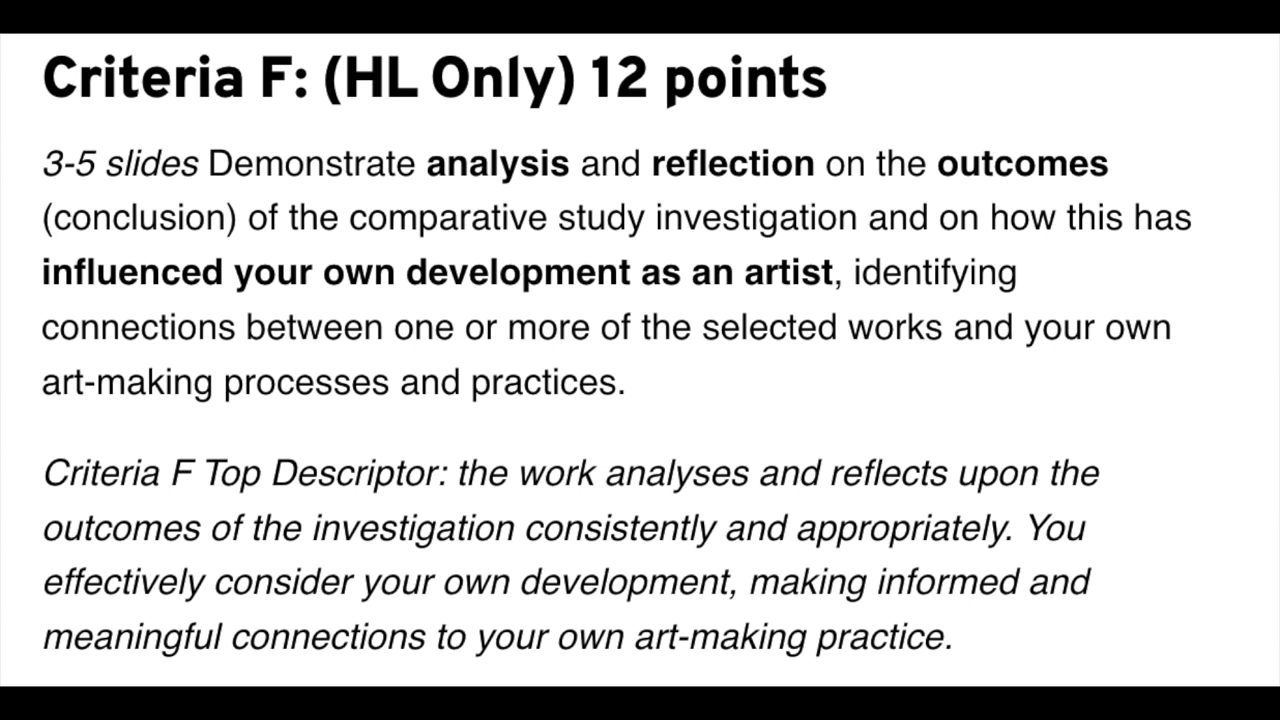 Criteria F: (HL Only) 12 points
3-5 slides Demonstrate analysis and reflection on the outcomes
(conclusion) of the comparative study investigation and on how this has
influenced your own development as an artist, identifying
connections between one or more of the selected works and your own
art-making processes and practices.
Criteria F Top Descriptor: the work analyses and reflects upon the
outcomes of the investigation consistently and appropriately. You
effectively consider your own development, making informed and
meaningful connections to your own art-making practice.